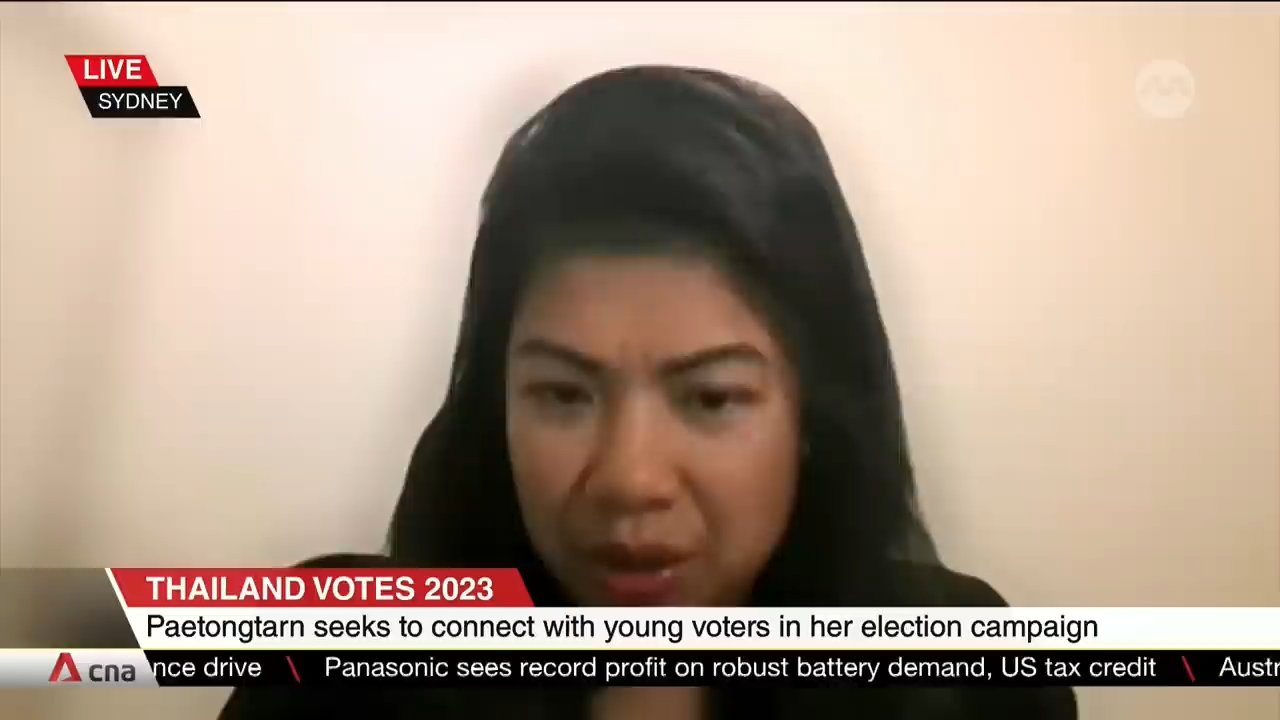 LIVE
SYDNEY
THAILAND VOTES 2023
Paetongtarn seeks to connect with young voters in her election campaign
cna
nce drive \ Panasonic sees record profit on robust battery demand, US tax credit \ Austr